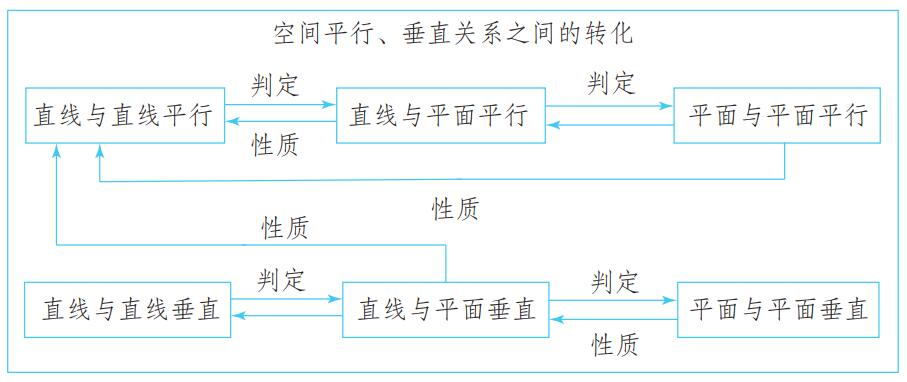 空间平行、垂直关系之间的转化
判定
判定
直线与直线平行
直线与平面平行
平面与平面平行
性质
性质
性质
判定
判定
直线与直线垂直
直线与平面垂直
平面与平面垂直
性质